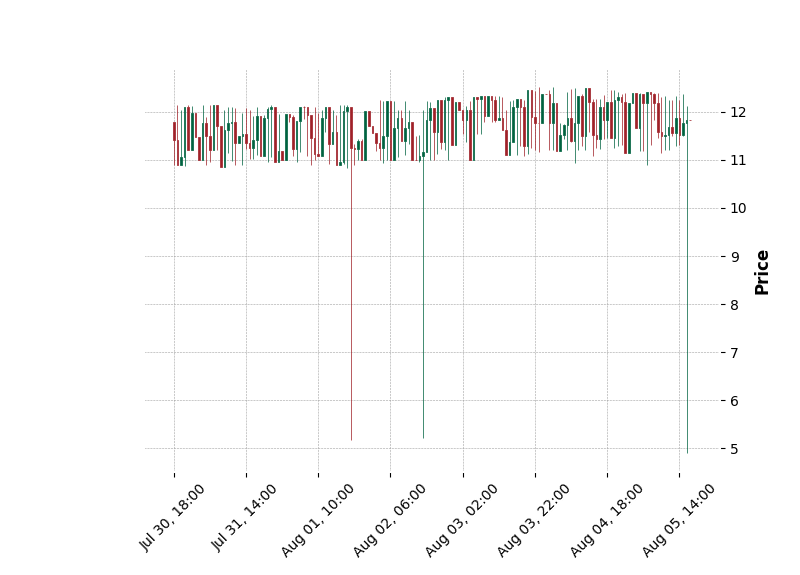 12
11
10
9
8
7
6
5
Price
Jul 30, 18:00
Jul 31, 14:00
Aug 01, 10:00
Aug 02, 06:00
Aug 03, 02:00
Aug 03, 22:00
Aug 04, 18:00
Aug 05, 14:00